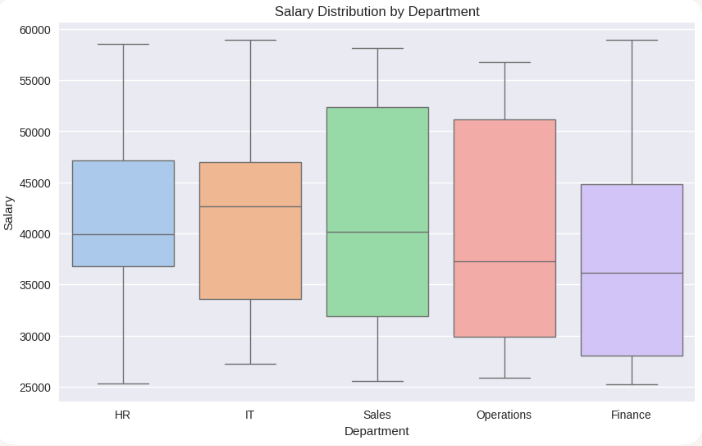 Salary Distribution by Department
60000
55000
50000
45000
40000
35000
30000
25000
Salary
HR IT Sales Operations Finance
Department